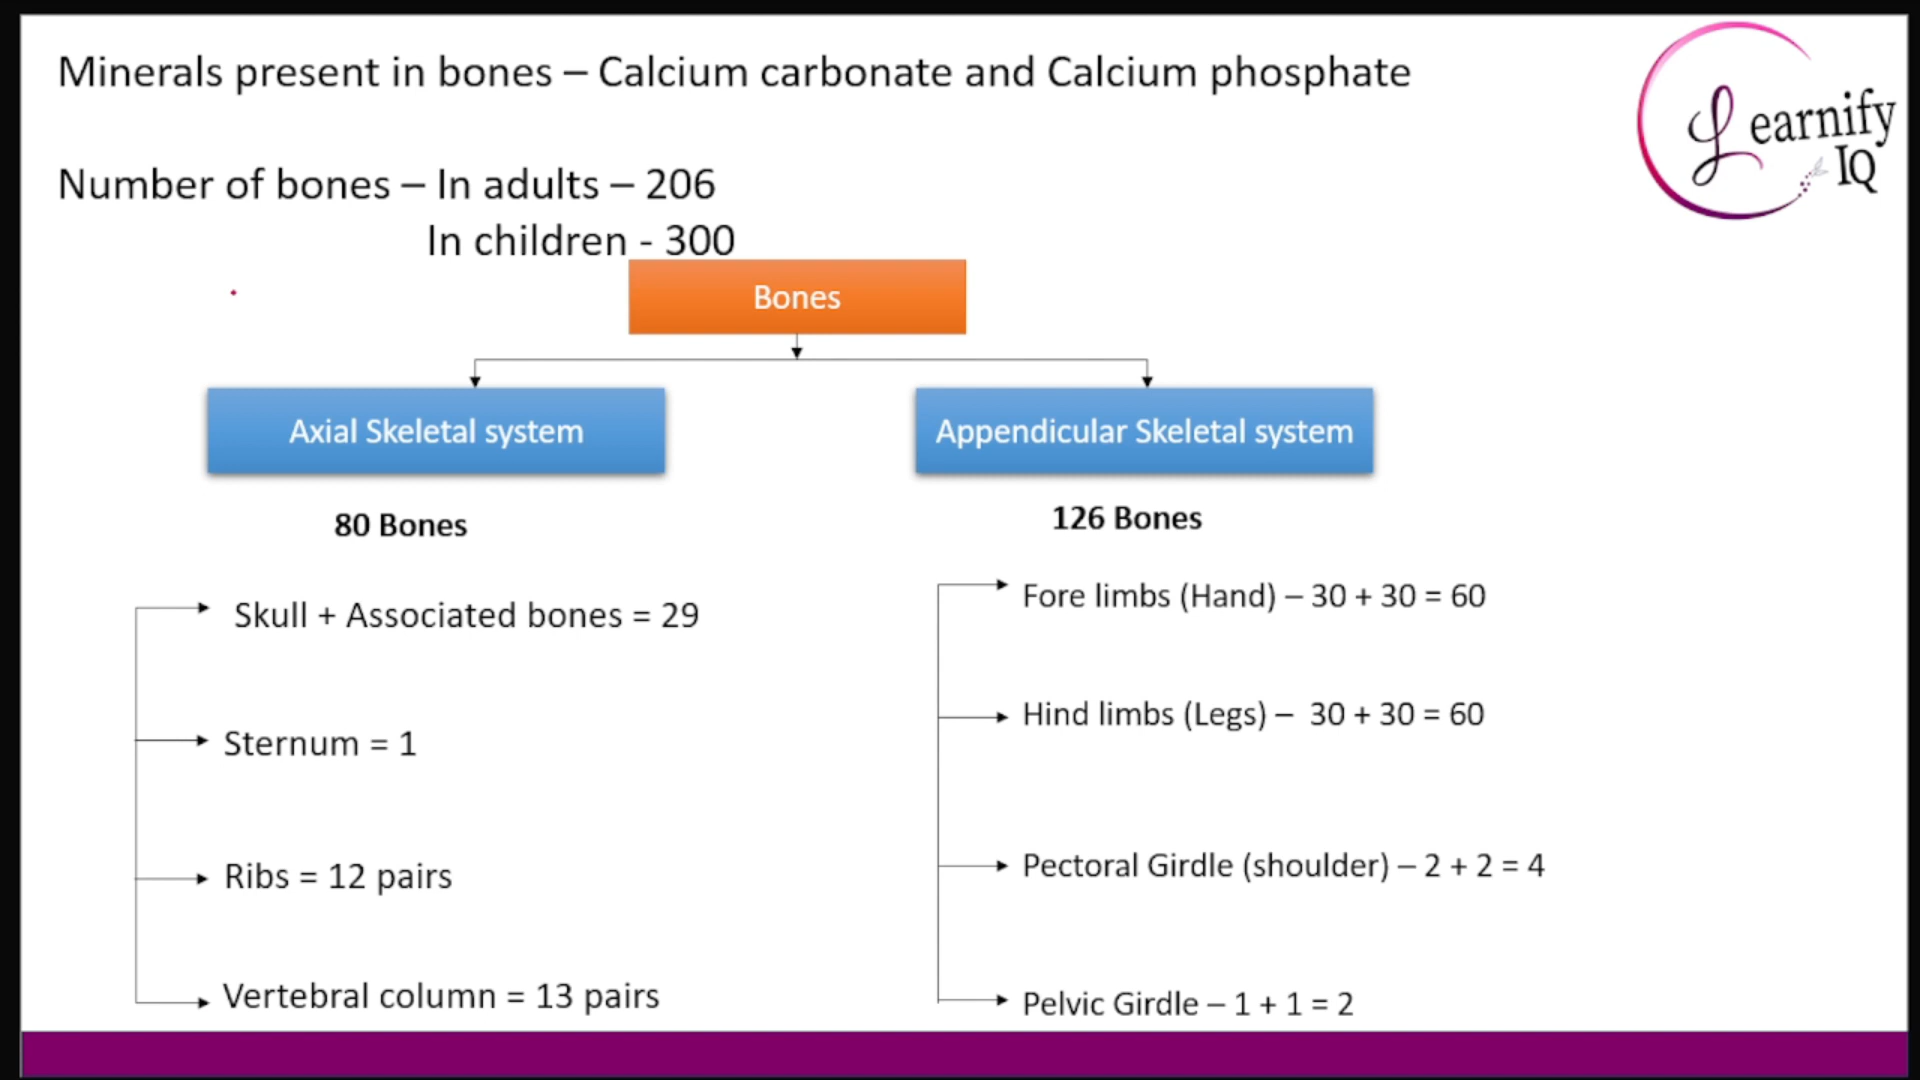 Minerals present in bones – Calcium carbonate and Calcium phosphate
Learnify
IQ
Number of bones – In adults – 206
In children - 300
Bones
Axial Skeletal system
Appendicular Skeletal system
80 Bones
126 Bones
Skull + Associated bones = 29
Sternum = 1
Ribs = 12 pairs
Vertebral column = 13 pairs
Fore limbs (Hand) – 30 + 30 = 60
Hind limbs (Legs) – 30 + 30 = 60
Pectoral Girdle (shoulder) – 2 + 2 = 4
Pelvic Girdle – 1 + 1 = 2